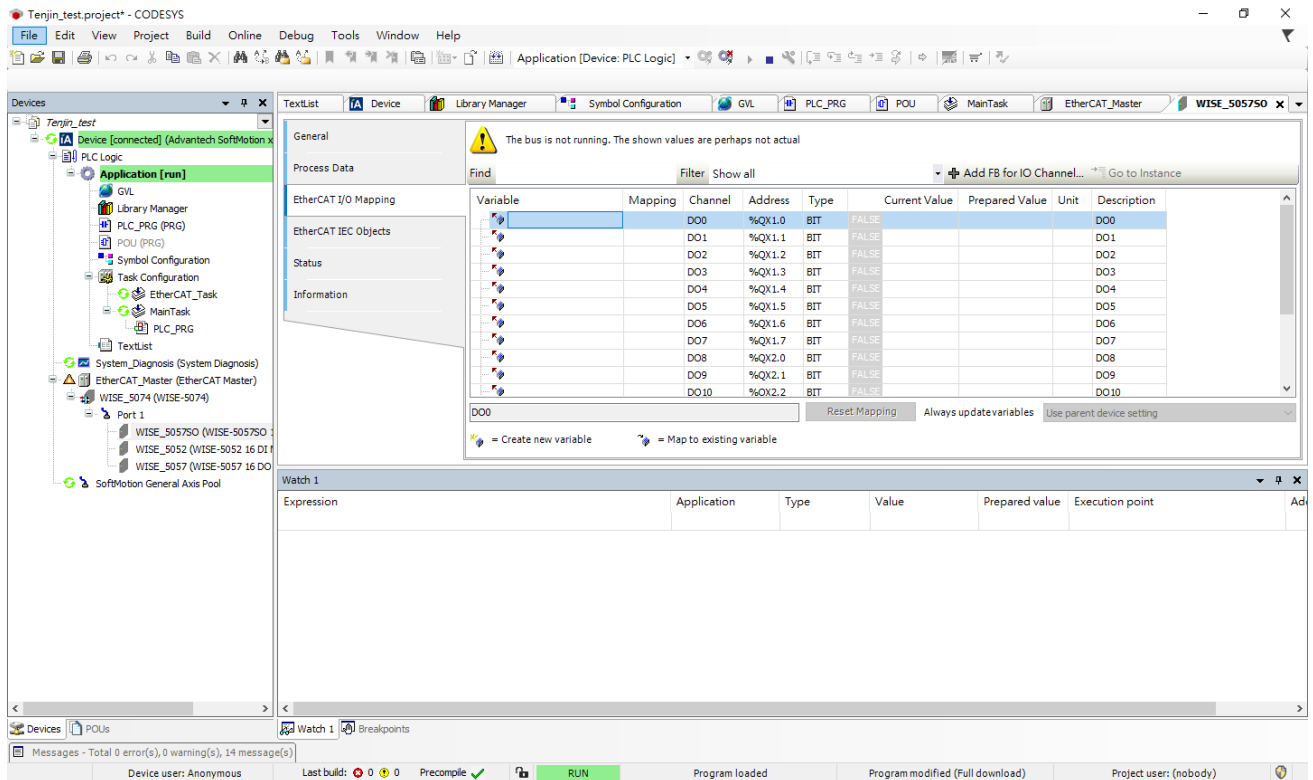 Tenjin_test.project* - CODESYS
File Edit View Project Build Online Debug Tools Window Help
Application [Device: PLC Logic]
Devices
Tenjin_test
Device [connected] (Advantech SoftMotion x
PLC Logic
Application [run]
GVL
Library Manager
PLC_PRG (PRG)
POU (PRG)
Symbol Configuration
Task Configuration
EtherCAT_Task
MainTask
PLC_PRG
TextList
System_Diagnosis (System Diagnosis)
EtherCAT_Master (EtherCAT Master)
WISE_5074 (WISE-5074)
Port 1
WISE_5057SO (WISE-5057SO 1
WISE_5052 (WISE-5052 16 DI
WISE_5057 (WISE-5057 16 DO
SoftMotion General Axis Pool
Devices POUs
TextList Device Library Manager Symbol Configuration GVL PLC_PRG POU MainTask EtherCAT_Master WISE_5057SO
General
Process Data
EtherCAT I/O Mapping
EtherCAT IEC Objects
Status
Information
The bus is not running. The shown values are perhaps not actual
Find Filter Show all Add FB for IO Channel... Go to Instance
Variable Mapping Channel Address Type Current Value Prepared Value Unit Description
DO0 %QX1.0 BIT FALSE DO0
DO1 %QX1.1 BIT FALSE DO1
DO2 %QX1.2 BIT FALSE DO2
DO3 %QX1.3 BIT FALSE DO3
DO4 %QX1.4 BIT FALSE DO4
DO5 %QX1.5 BIT FALSE DO5
DO6 %QX1.6 BIT FALSE DO6
DO7 %QX1.7 BIT FALSE DO7
DO8 %QX2.0 BIT FALSE DO8
DO9 %QX2.1 BIT FALSE DO9
DO10 %QX2.2 BIT FALSE DO10
DO0 Reset Mapping Always update variables Use parent device setting
= Create new variable = Map to existing variable
Watch 1
Expression Application Type Value Prepared value Execution point Ad
Watch 1 Breakpoints
Messages - Total 0 error(s), 0 warning(s), 14 message(s)
Device user: Anonymous Last build: 0 0 Precompile RUN Program loaded Program modified (Full download) Project user: (nobody)